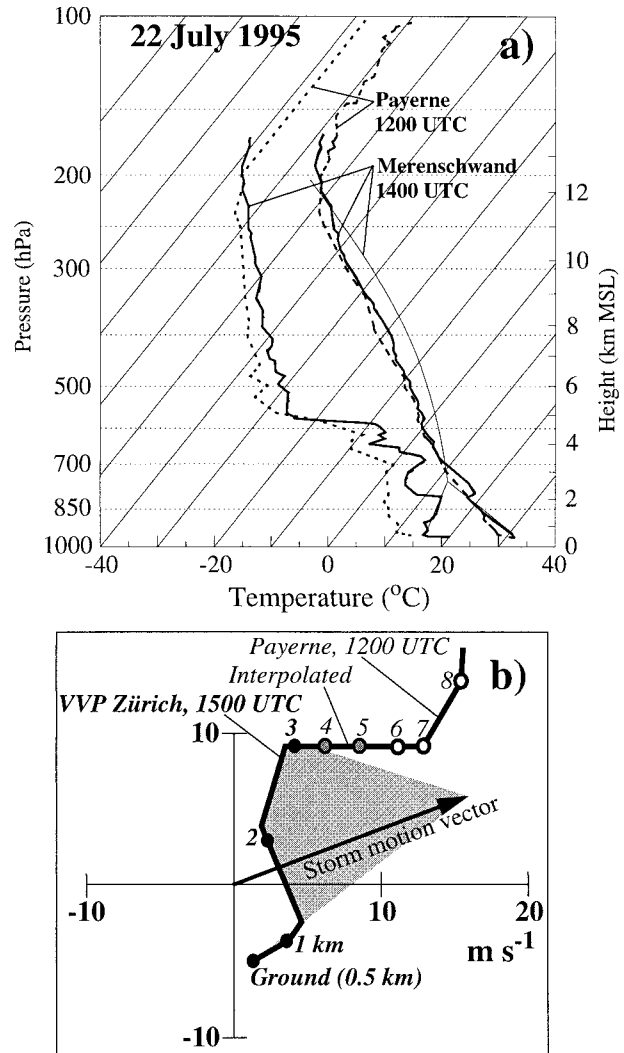 22 July 1995
a)
Payerne
1200 UTC
Merenschwand
1400 UTC
Pressure (hPa)
100
200
300
500
700
850
1000
Height (km MSL)
12
10
8
7
6
5
4
2
0
-40
-20
0
20
40
Temperature (°C)
b)
Payerne, 1200 UTC
Interpolated
VVP Zürich, 1500 UTC
8
10
3
4
5
6
7
2
Storm motion vector
-10
10
20
1 km
m s-1
Ground (0.5 km)
-10